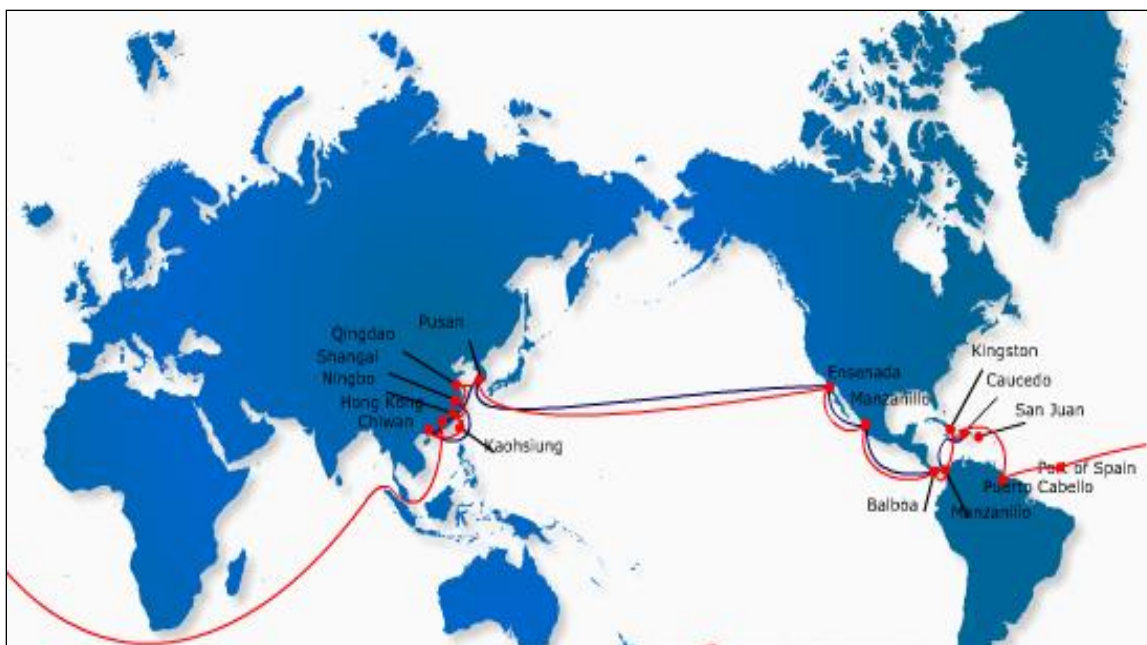 Pusan
Qingdao
Shangai
Ningbo
Hong Kong
Chiwan
Kaohsiung
Ensenada
Manzanillo
Kingston
Caucedo
San Juan
Port of Spain
Puerto Cabello
Balboa
Manzanillo